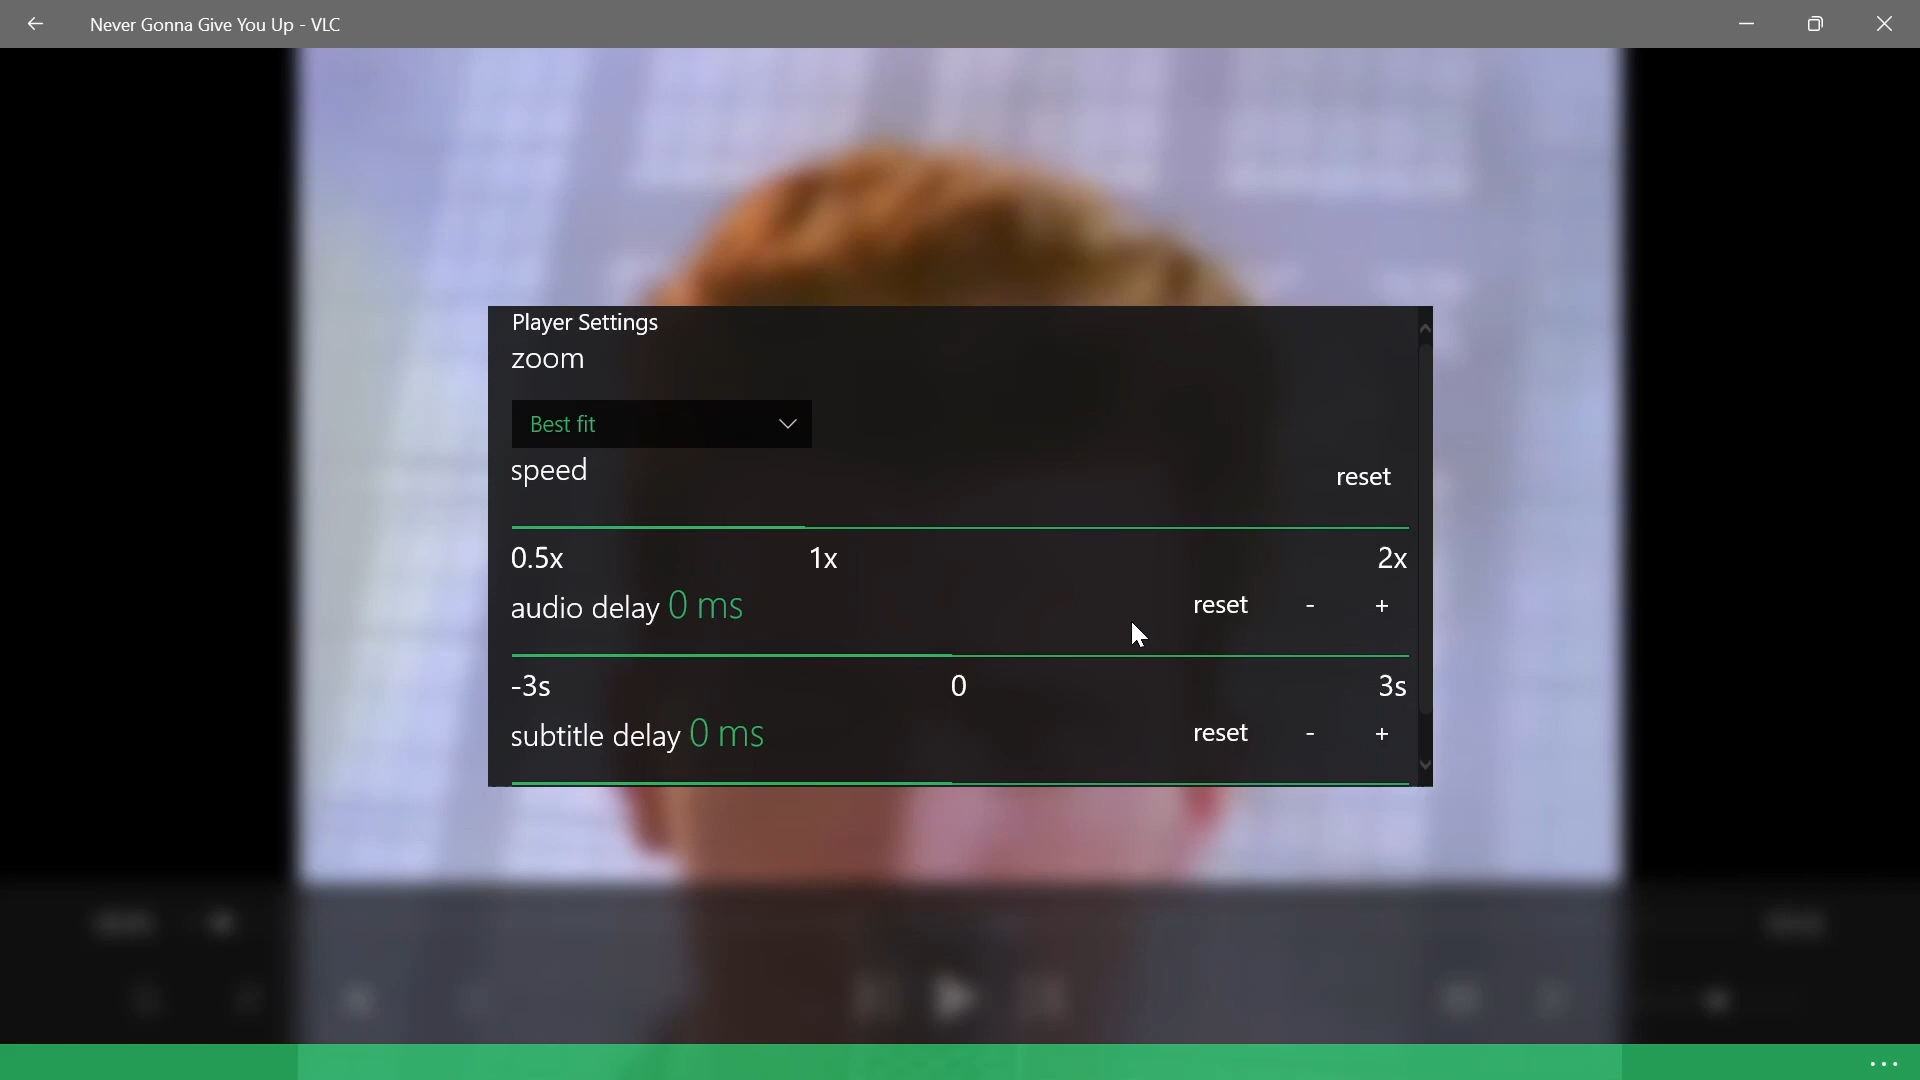 Never Gonna Give You Up - VLC
Player Settings
zoom
Best fit
speed
reset
0.5x 1x 2x
audio delay 0 ms reset - +
-3s 0 3s
subtitle delay 0 ms reset - +